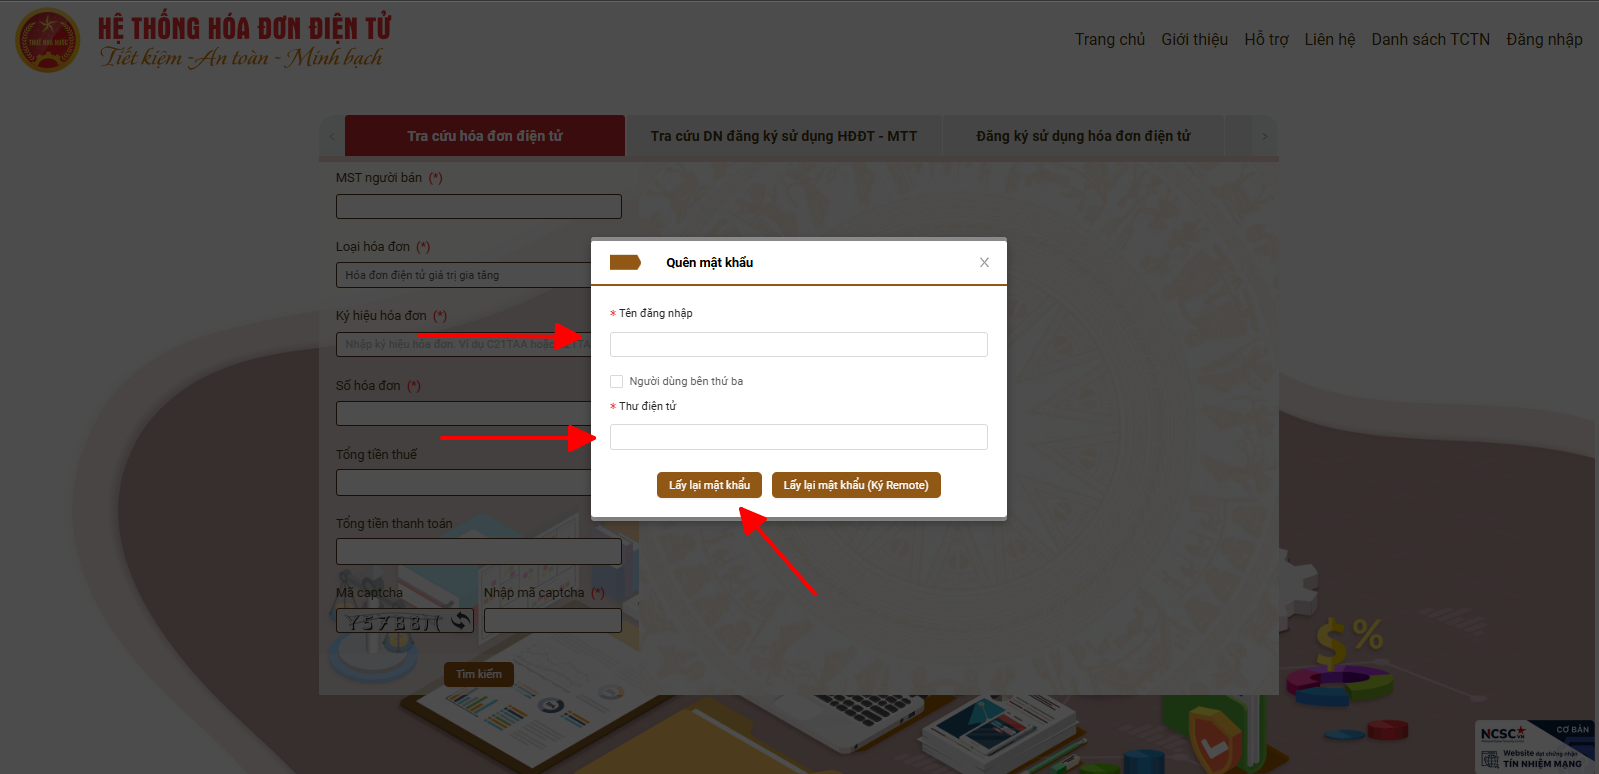 HỆ THỐNG HÓA ĐƠN ĐIỆN TỬ
Tiết kiệm - An toàn - Minh bạch
THUẾ NHÀ NƯỚC
Trang chủ Giới thiệu Hỗ trợ Liên hệ Danh sách TCTN Đăng nhập
Tra cứu hóa đơn điện tử Tra cứu DN đăng ký sử dụng HĐĐT - MTT Đăng ký sử dụng hóa đơn điện tử
MST người bán (*)
Loại hóa đơn (*)
Hóa đơn điện tử giá trị gia tăng
Ký hiệu hóa đơn (*)
Nhập ký hiệu hóa đơn. Ví dụ C21TAA hoặc
Số hóa đơn (*)
Tổng tiền thuế
Tổng tiền thanh toán
Mã captcha Nhập mã captcha (*)
Tìm kiếm
Quên mật khẩu
* Tên đăng nhập
Người dùng bên thứ ba
* Thư điện tử
Lấy lại mật khẩu Lấy lại mật khẩu (Ký Remote)
$ %
NCSC.VN CƠ BẢN
Website đạt chứng nhận
TÍN NHIỆM MẠNG